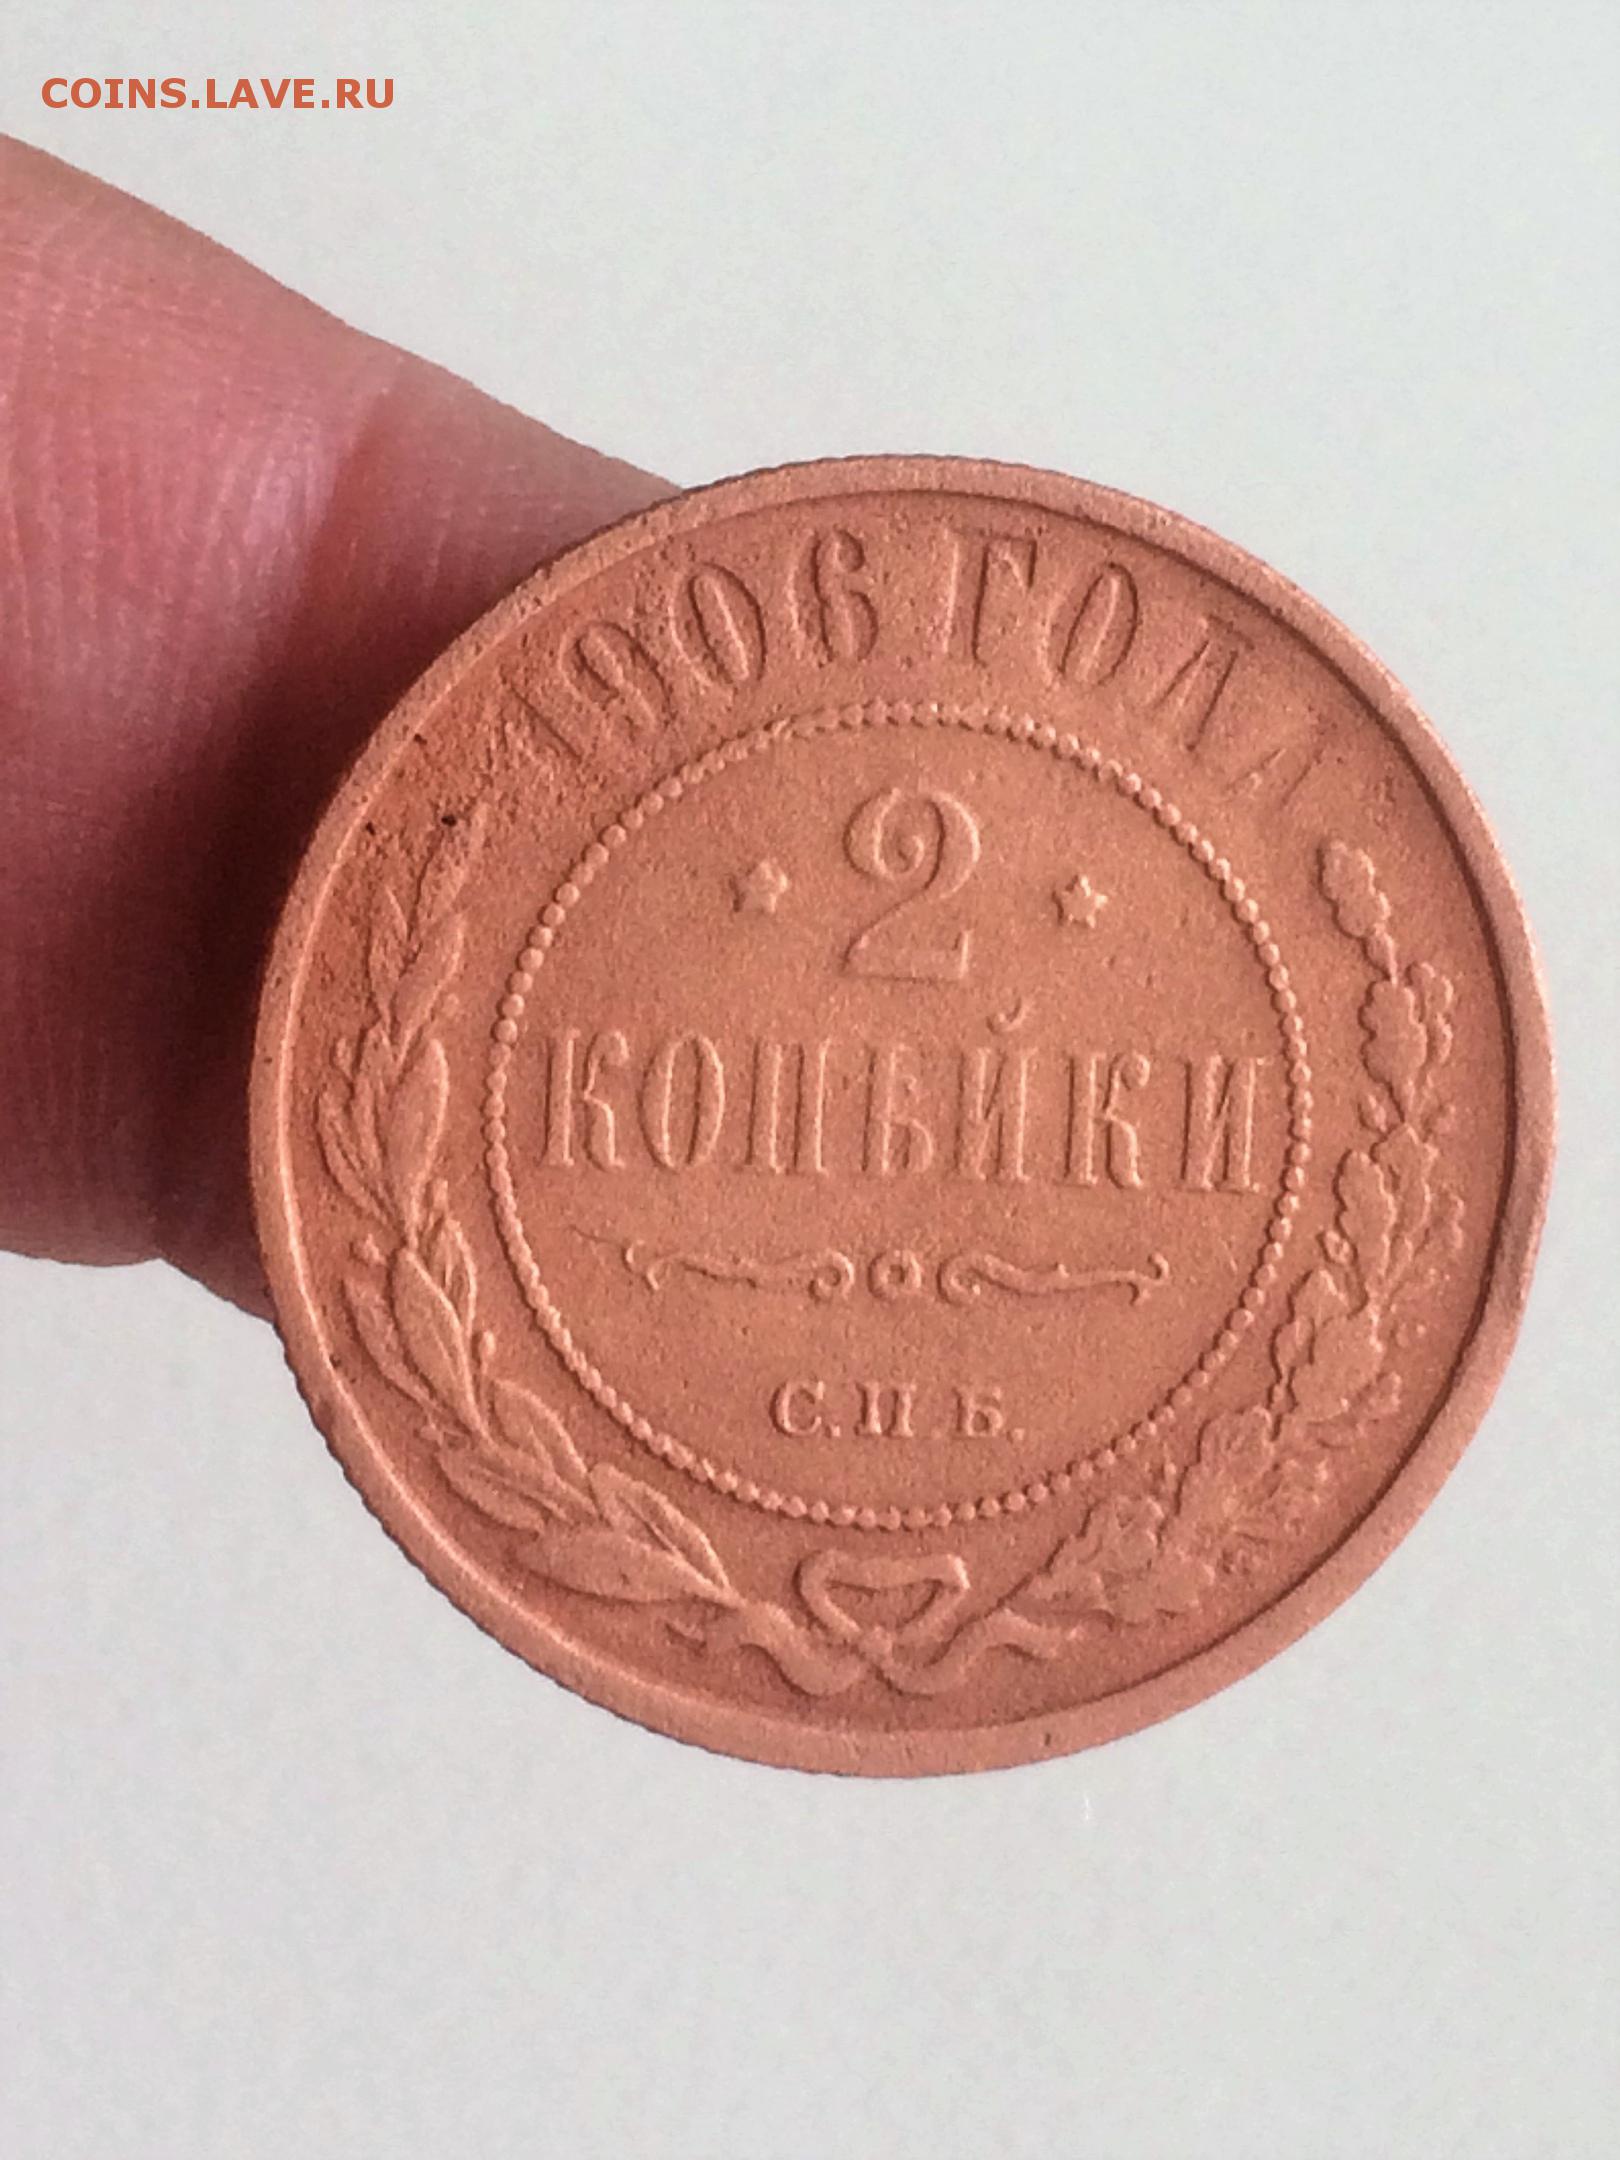 COINS.LAVE.RU
1906 ГОДА
2
КОПѢЙКИ
С.П.Б.